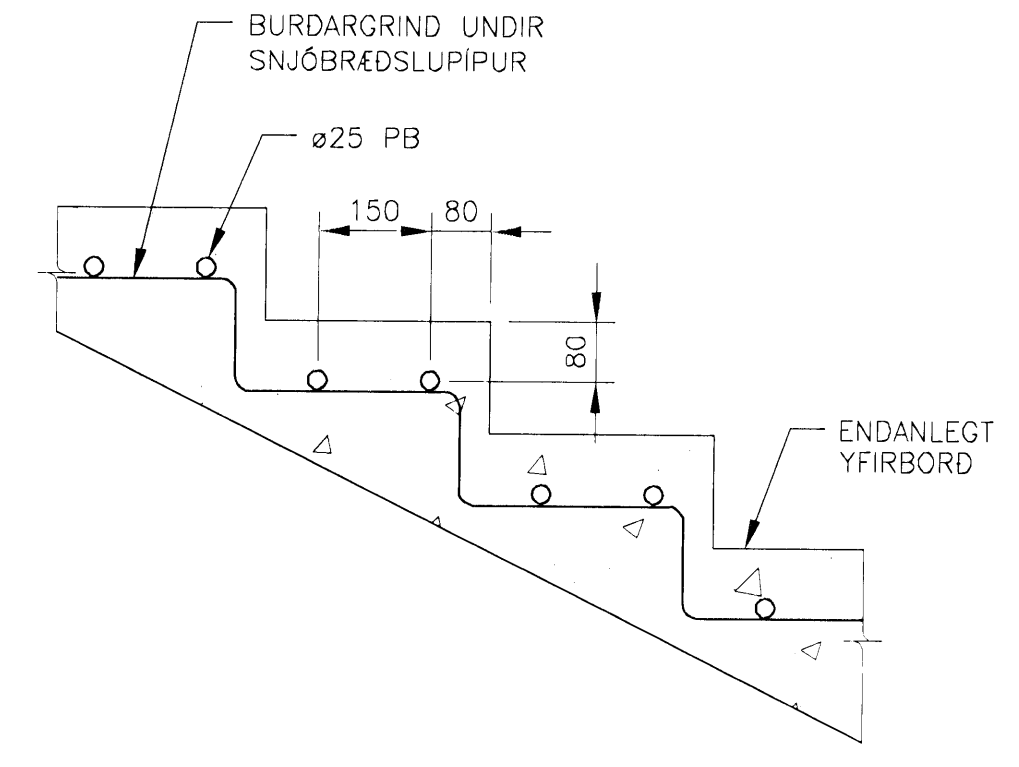 BURÐARGRIND UNDIR
SNJÓBRÆÐSLUPÍPUR
ø25 PB
150
80
80
ENDANLEGT
YFIRBORÐ